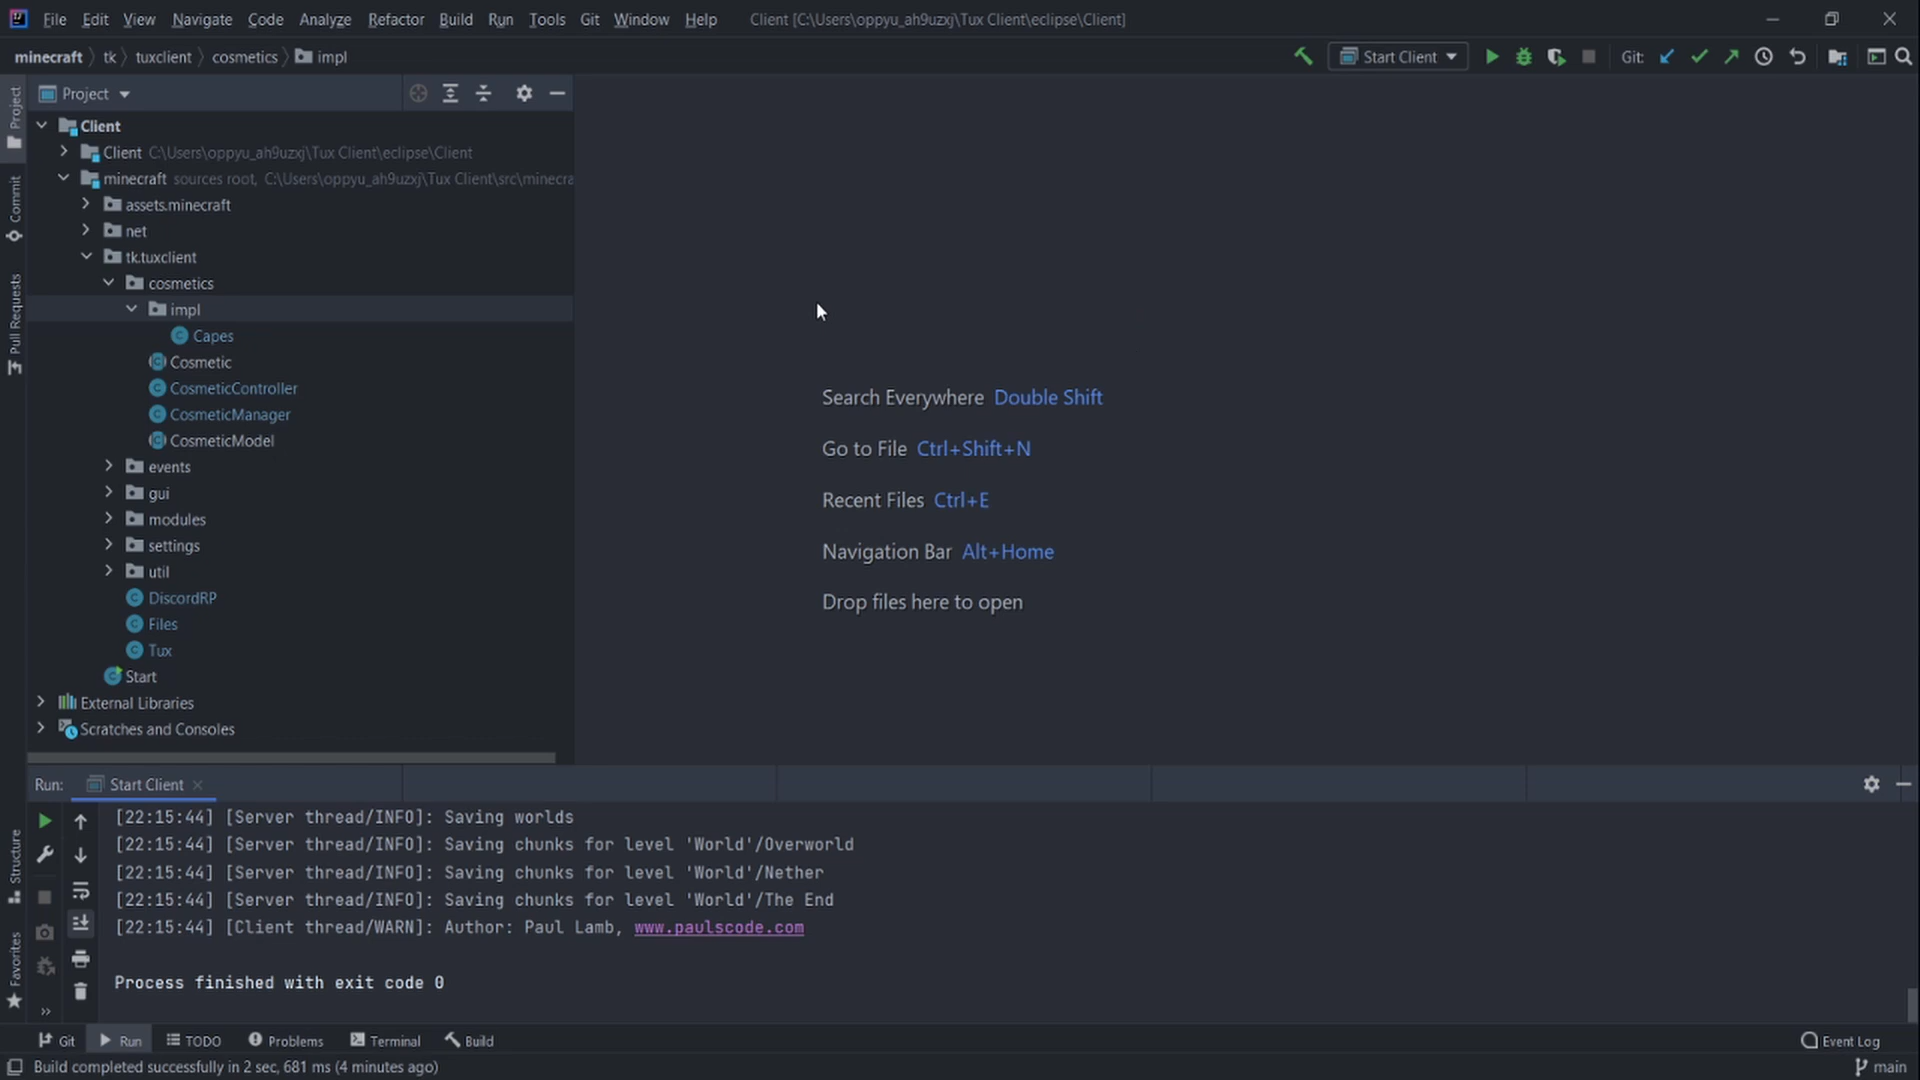 File Edit View Navigate Code Analyze Refactor Build Run Tools Git Window Help Client [C:\Users\oppyu_ah9uzxj\Tux Client\eclipse\Client]
minecraft tk tuxclient cosmetics impl Start Client Git:
Project
Client
Client C:\Users\oppyu_ah9uzxj\Tux Client\eclipse\Client
minecraft sources root, C:\Users\oppyu_ah9uzxj\Tux Client\src\minecra
assets.minecraft
net
tk.tuxclient
cosmetics
impl
Capes
Cosmetic
CosmeticController
CosmeticManager
CosmeticModel
events
gui
modules
settings
util
DiscordRP
Files
Tux
Start
External Libraries
Scratches and Consoles
Project
Commit
Pull Requests
Structure
Favorites
Search Everywhere Double Shift
Go to File Ctrl+Shift+N
Recent Files Ctrl+E
Navigation Bar Alt+Home
Drop files here to open
Run: Start Client
[22:15:44] [Server thread/INFO]: Saving worlds
[22:15:44] [Server thread/INFO]: Saving chunks for level 'World'/Overworld
[22:15:44] [Server thread/INFO]: Saving chunks for level 'World'/Nether
[22:15:44] [Server thread/INFO]: Saving chunks for level 'World'/The End
[22:15:44] [Client thread/WARN]: Author: Paul Lamb, www.paulscode.com
Process finished with exit code 0
Git Run TODO Problems Terminal Build Event Log
Build completed successfully in 2 sec, 681 ms (4 minutes ago) main